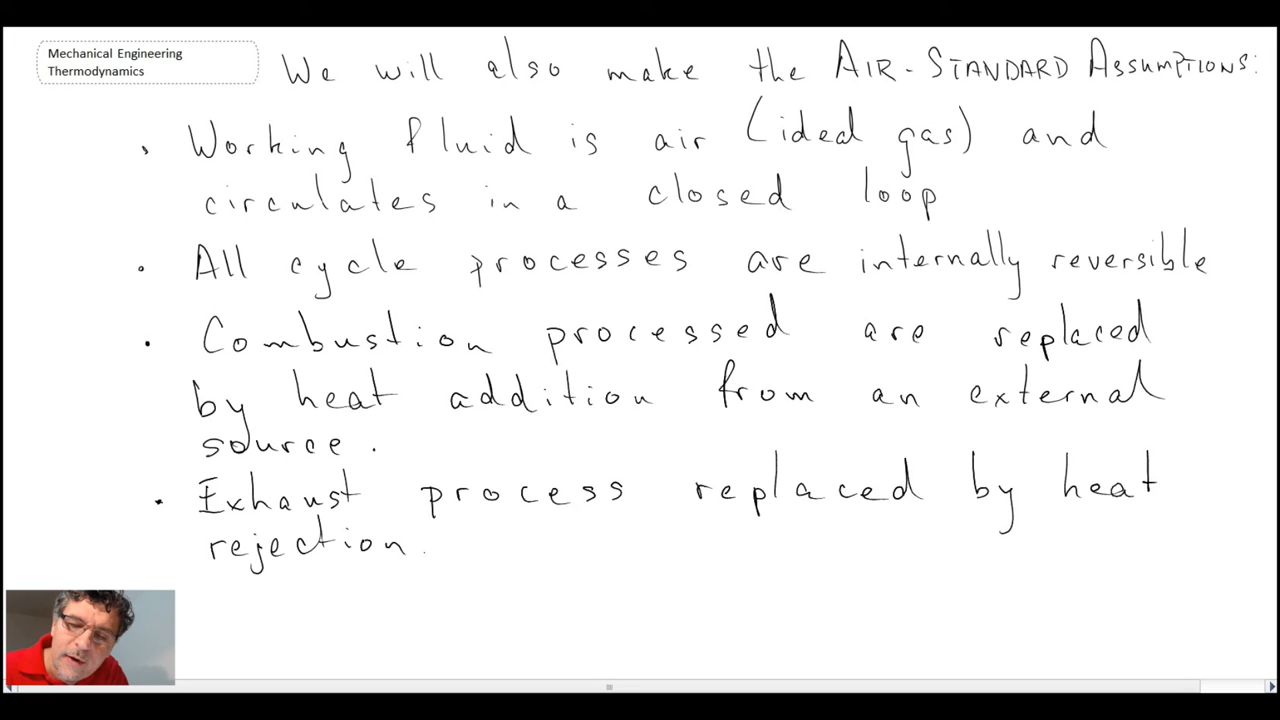 Mechanical Engineering
Thermodynamics
We will also make the AIR-STANDARD ASSUMPTIONS:
• Working fluid is air (ideal gas) and
circulates in a closed loop
• All cycle processes are internally reversible
• Combustion processed are replaced
by heat addition from an external
source.
• Exhaust process replaced by heat
rejection.